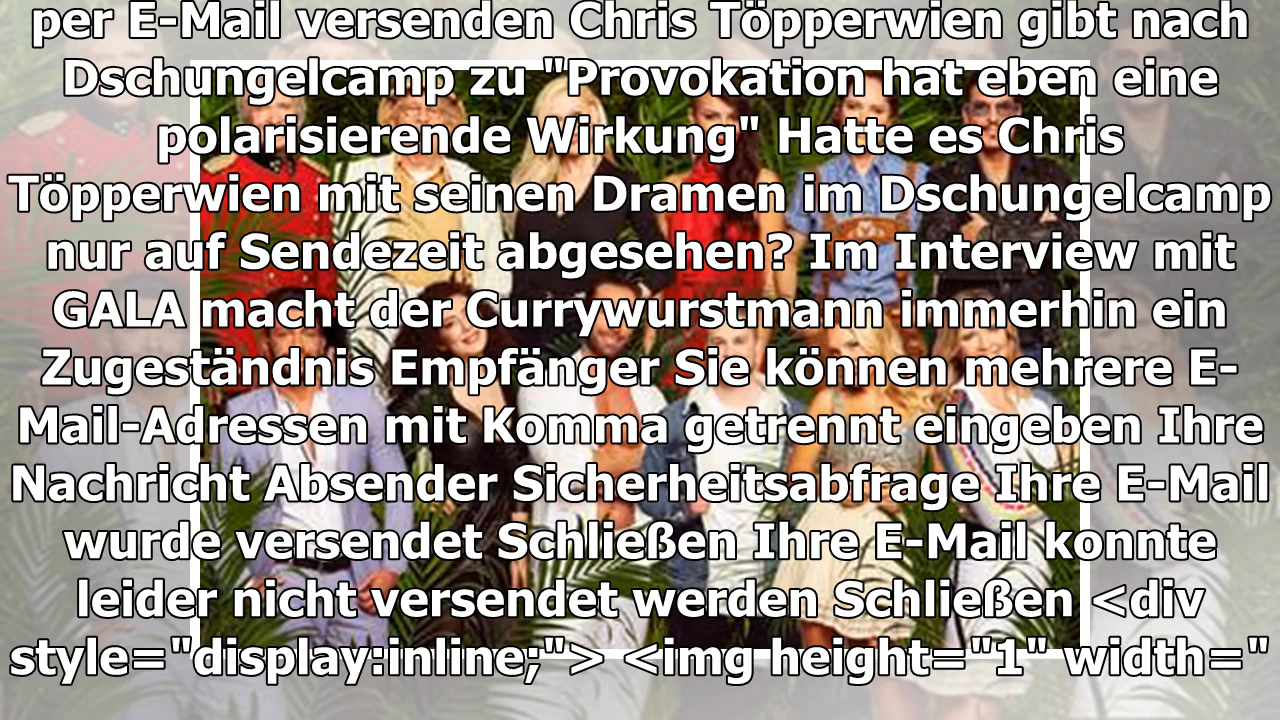 per E-Mail versenden Chris Töpperwien gibt nach
Dschungelcamp zu "Provokation hat eben eine
polarisierende Wirkung" Hatte es Chris
Töpperwien mit seinen Dramen im Dschungelcamp
nur auf Sendezeit abgesehen? Im Interview mit
GALA macht der Currywurstmann immerhin ein
Zugeständnis Empfänger Sie können mehrere E-
Mail-Adressen mit Komma getrennt eingeben Ihre
Nachricht Absender Sicherheitsabfrage Ihre E-Mail
wurde versendet Schließen Ihre E-Mail konnte
leider nicht versendet werden Schließen <div
style="display:inline;"> <img height="1" width="